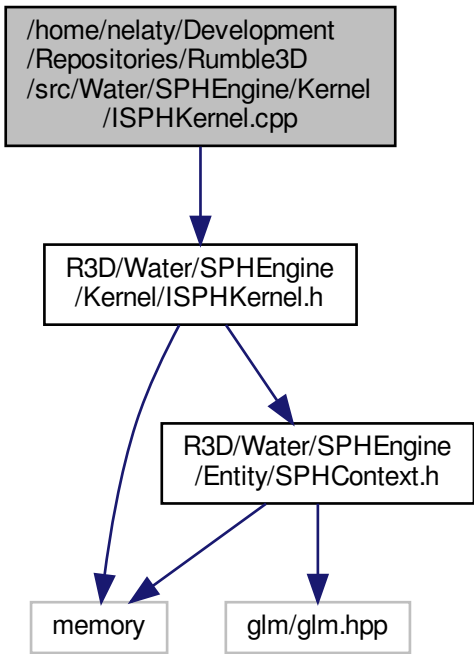 /home/nelaty/Development
/Repositories/Rumble3D
/src/Water/SPHEngine/Kernel
/ISPHKernel.cpp
R3D/Water/SPHEngine
/Kernel/ISPHKernel.h
R3D/Water/SPHEngine
/Entity/SPHContext.h
memory
glm/glm.hpp